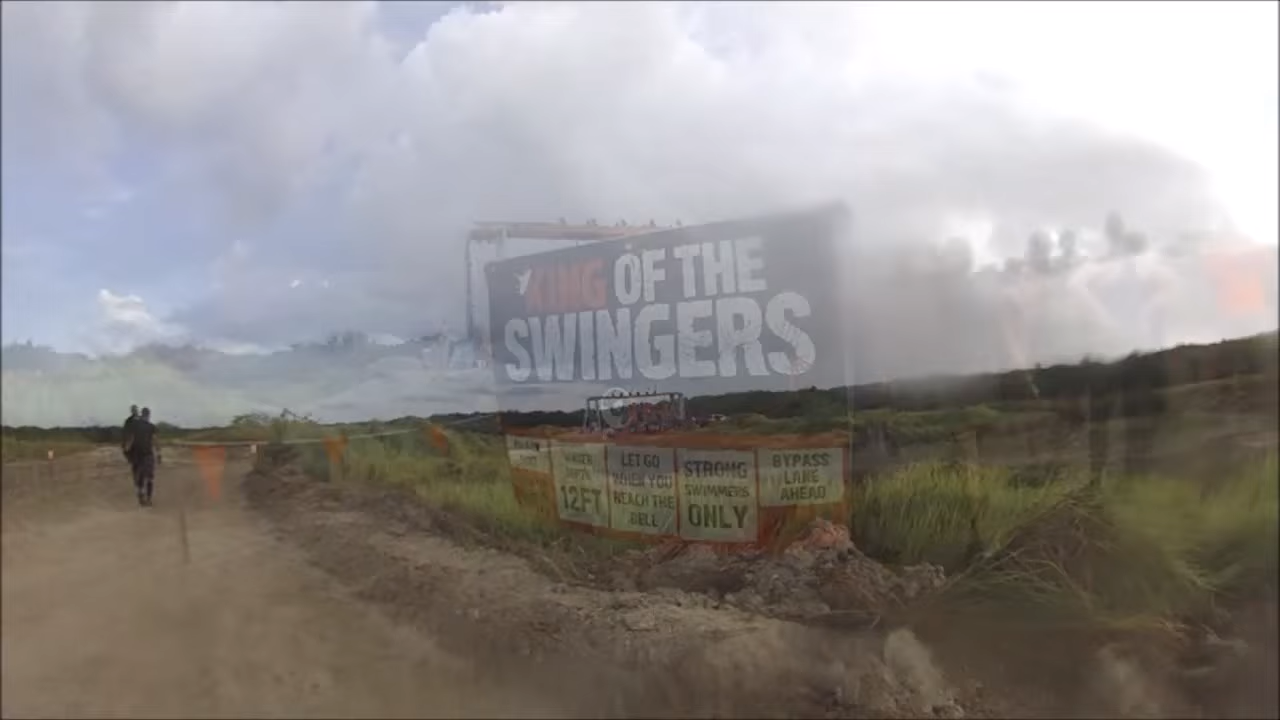 KING OF THE
SWINGERS
WATER
DEPTH
12FT
LET GO
WHEN YOU
REACH THE
BELL
STRONG
SWIMMERS
ONLY
BYPASS
LANE
AHEAD